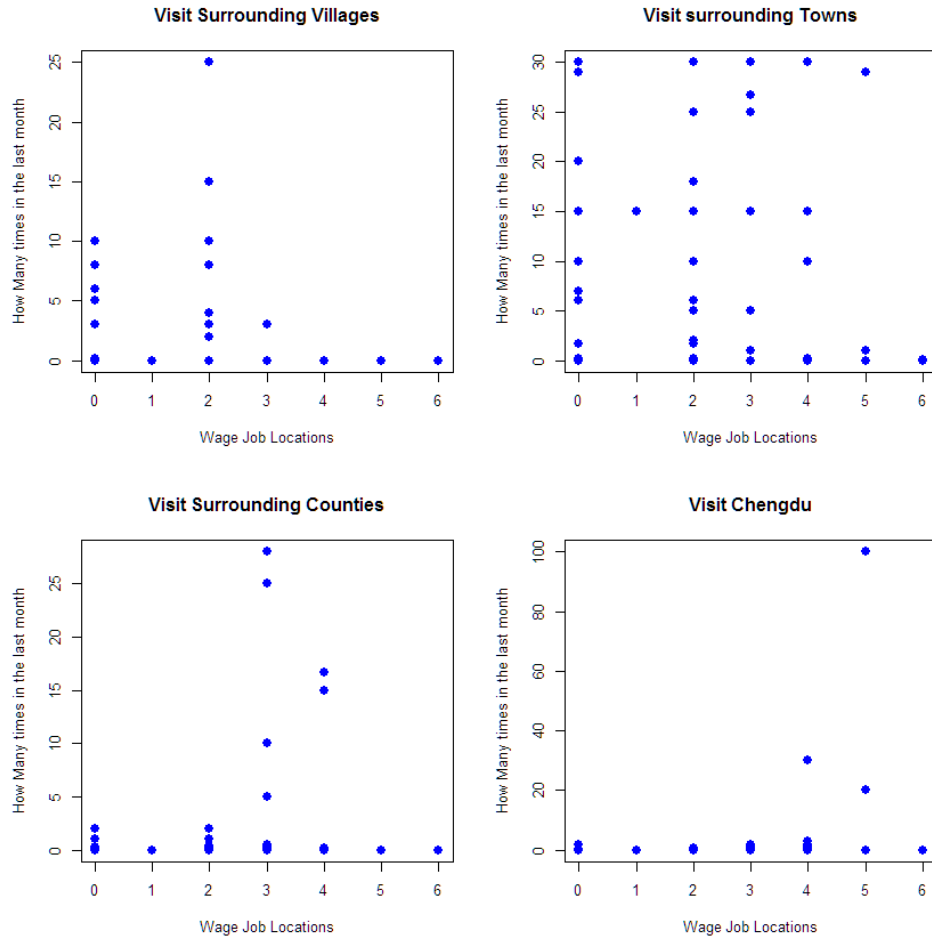 Visit Surrounding Villages
How Many times in the last month
25
20
15
10
5
0
0 1 2 3 4 5 6
Wage Job Locations
Visit surrounding Towns
How Many times in the last month
30
25
20
15
10
5
0
0 1 2 3 4 5 6
Wage Job Locations
Visit Surrounding Counties
How Many times in the last month
25
20
15
10
5
0
0 1 2 3 4 5 6
Wage Job Locations
Visit Chengdu
How Many times in the last month
100
80
60
40
20
0
0 1 2 3 4 5 6
Wage Job Locations